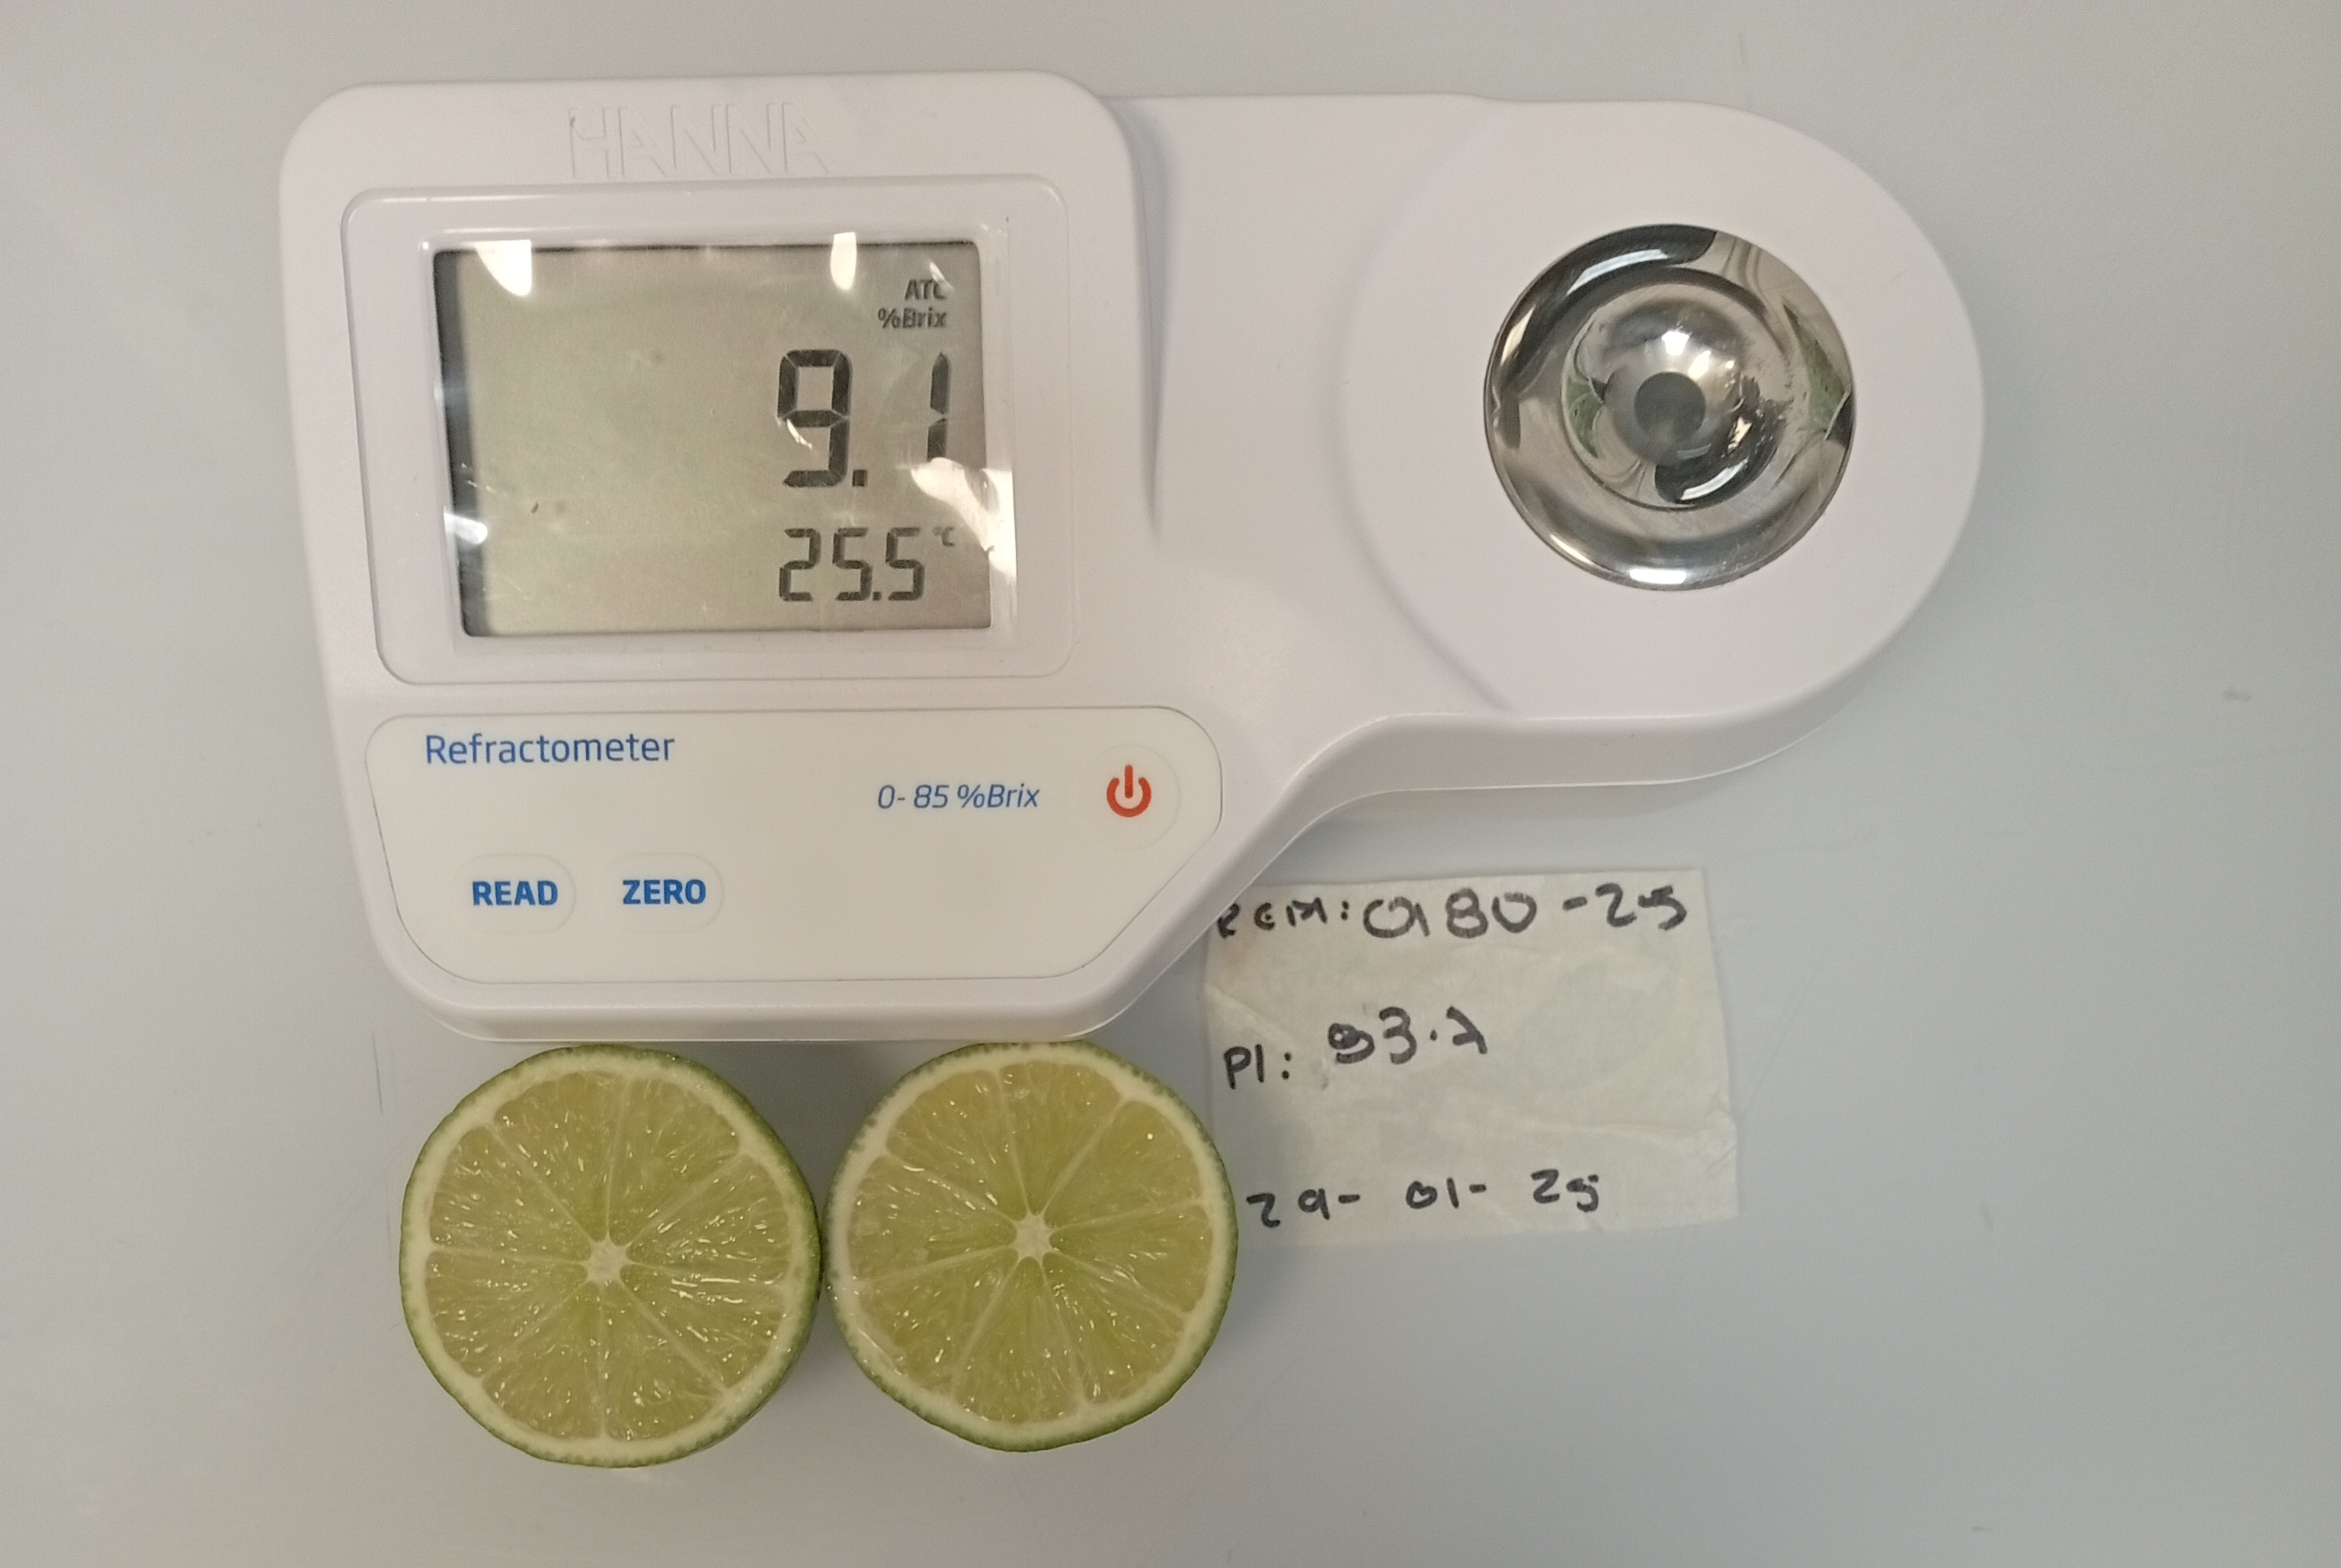 HANNA
ATC
%Brix
9.1
25.5 °C
Refractometer
0-85 %Brix
READ ZERO
REM: 0180-25
PI: 93.7
29-01-25